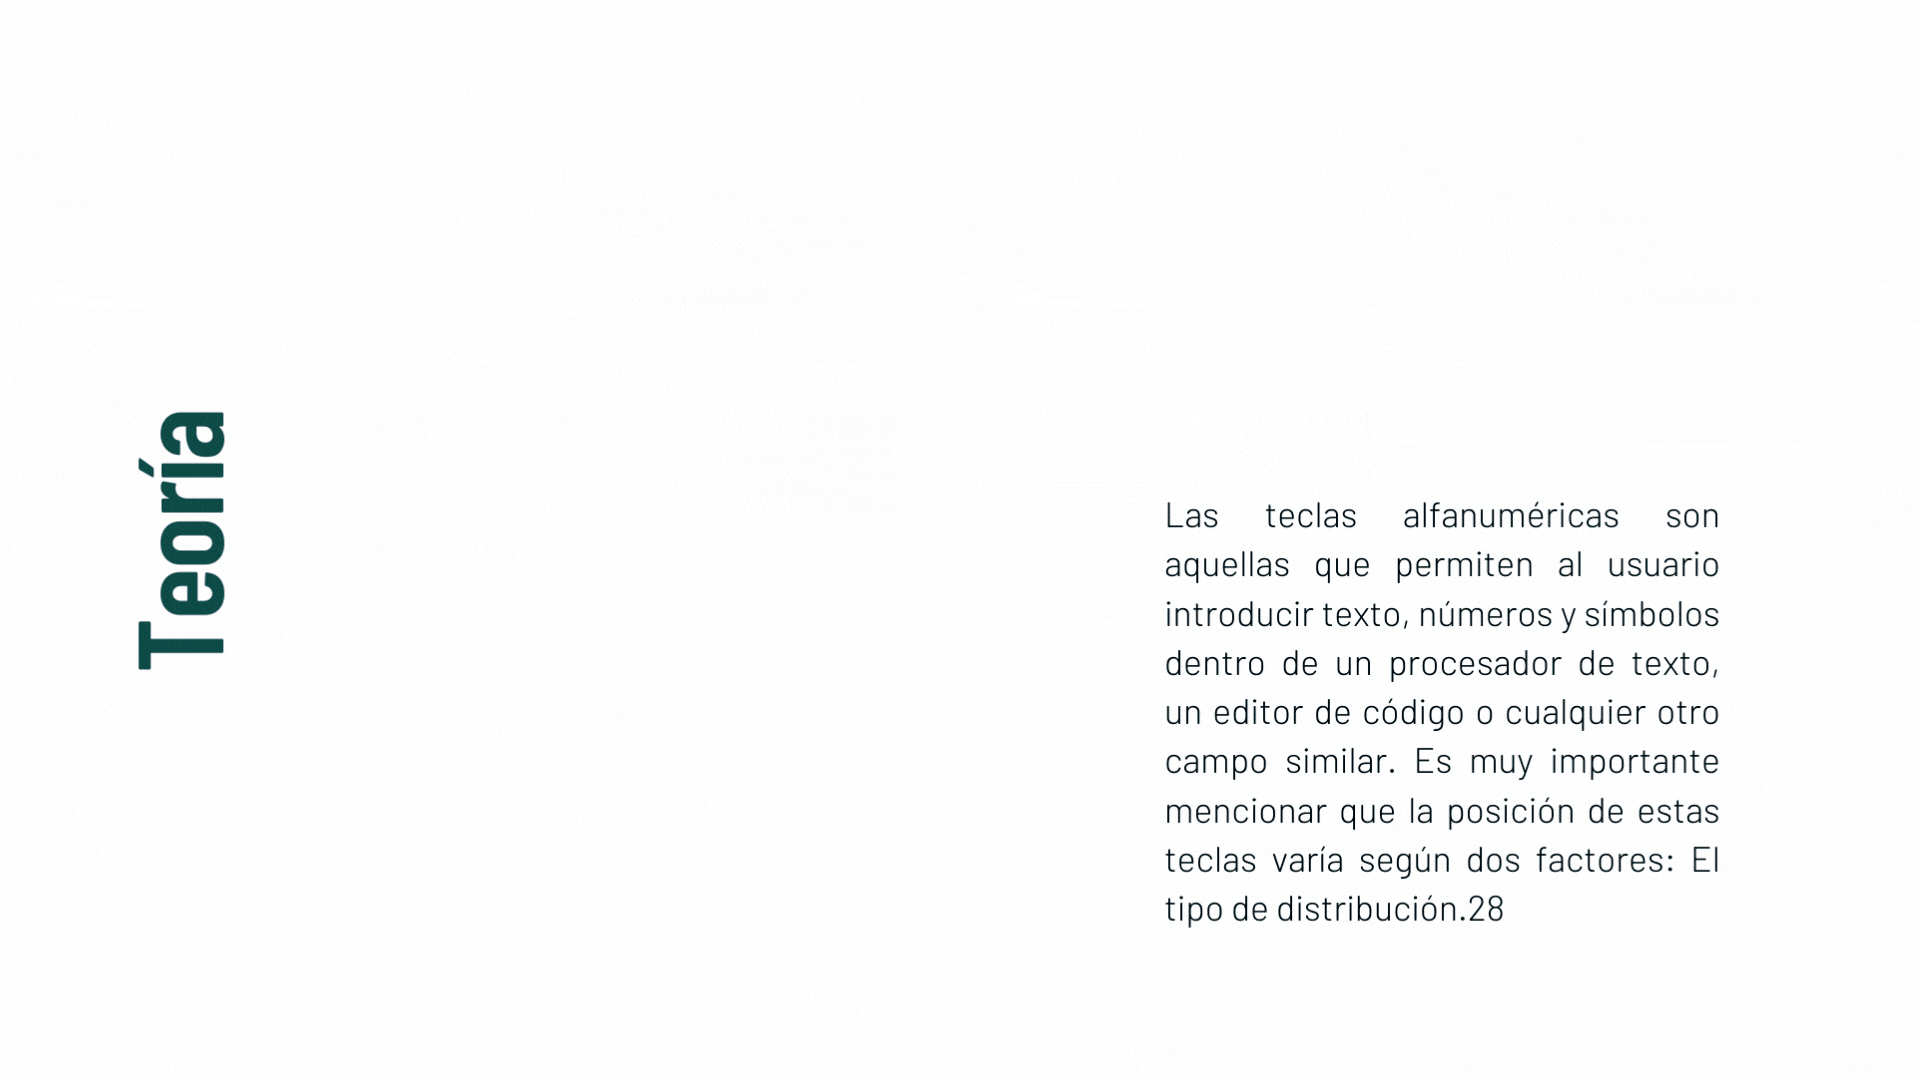 Teoría
Las teclas alfanuméricas son
aquellas que permiten al usuario
introducir texto, números y símbolos
dentro de un procesador de texto,
un editor de código o cualquier otro
campo similar. Es muy importante
mencionar que la posición de estas
teclas varía según dos factores: El
tipo de distribución.28